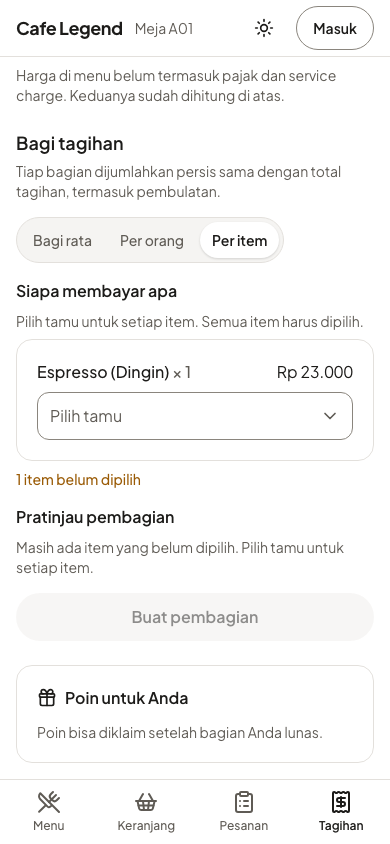 Cafe Legend Meja A01 Masuk
Harga di menu belum termasuk pajak dan service
charge. Keduanya sudah dihitung di atas.
Bagi tagihan
Tiap bagian dijumlahkan persis sama dengan total
tagihan, termasuk pembulatan.
Bagi rata Per orang Per item
Siapa membayar apa
Pilih tamu untuk setiap item. Semua item harus dipilih.
Espresso (Dingin) × 1 Rp 23.000
Pilih tamu
1 item belum dipilih
Pratinjau pembagian
Masih ada item yang belum dipilih. Pilih tamu untuk
setiap item.
Buat pembagian
Poin untuk Anda
Poin bisa diklaim setelah bagian Anda lunas.
Menu Keranjang Pesanan Tagihan